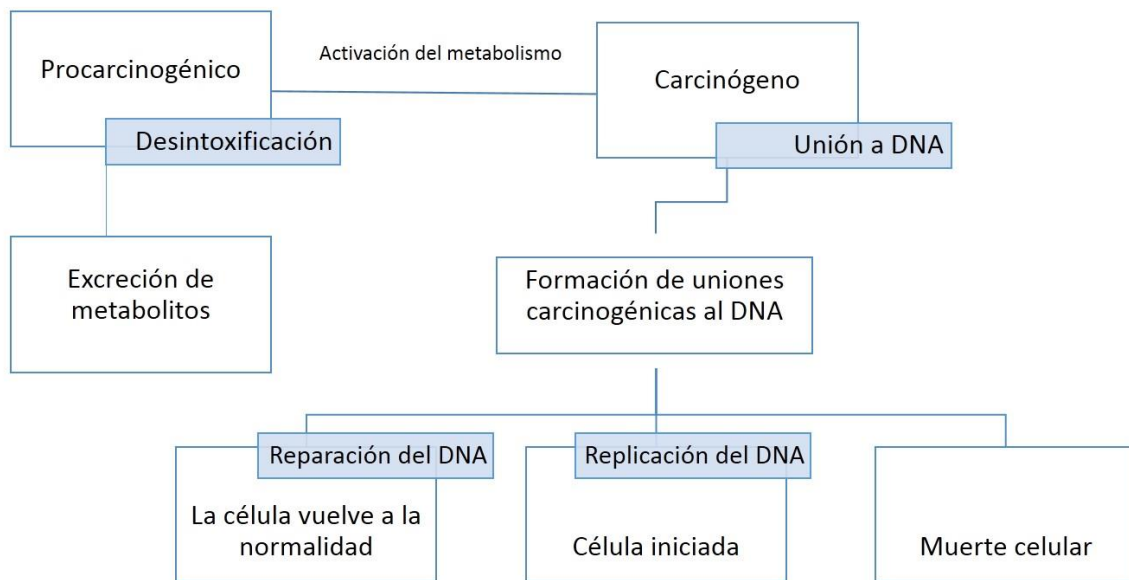 Procarcinogénico
Activación del metabolismo
Carcinógeno
Desintoxificación
Unión a DNA
Excreción de
metabolitos
Formación de uniones
carcinogénicas al DNA
Reparación del DNA
Replicación del DNA
La célula vuelve a la
normalidad
Célula iniciada
Muerte celular